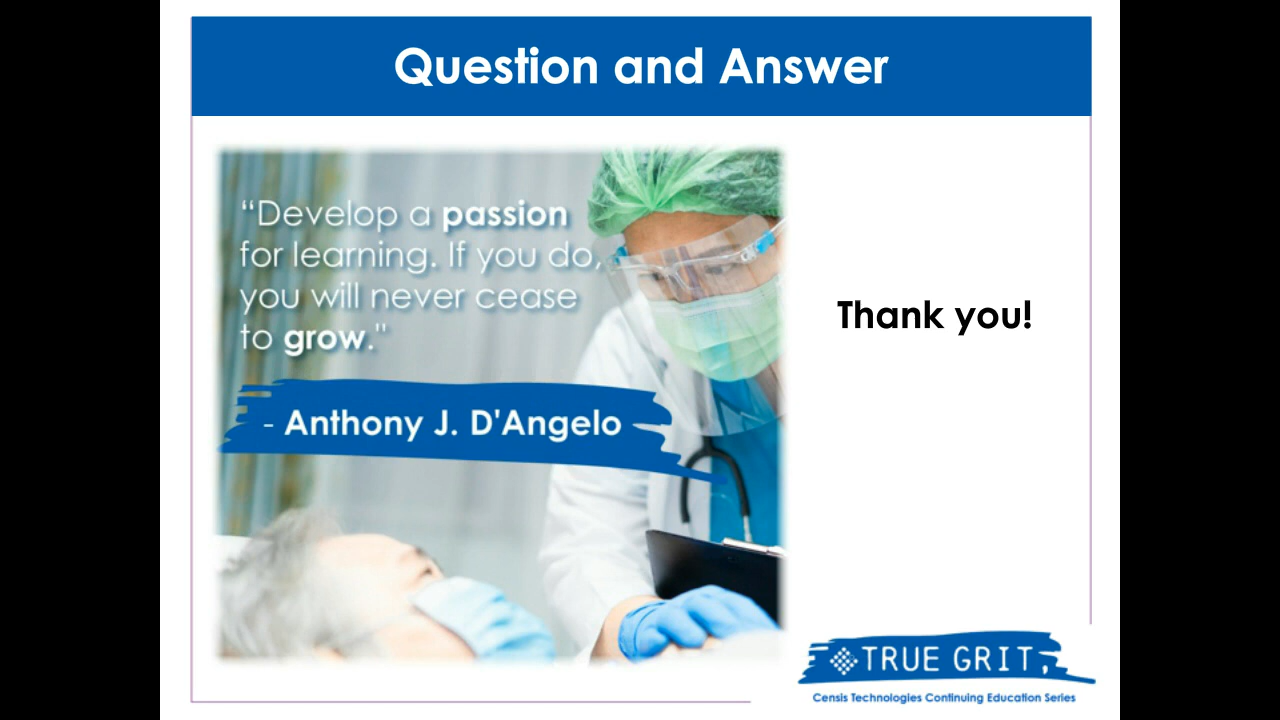 Question and Answer
“Develop a passion
for learning. If you do,
you will never cease
to grow."
- Anthony J. D'Angelo
Thank you!
TRUE GRIT
Censis Technologies Continuing Education Series